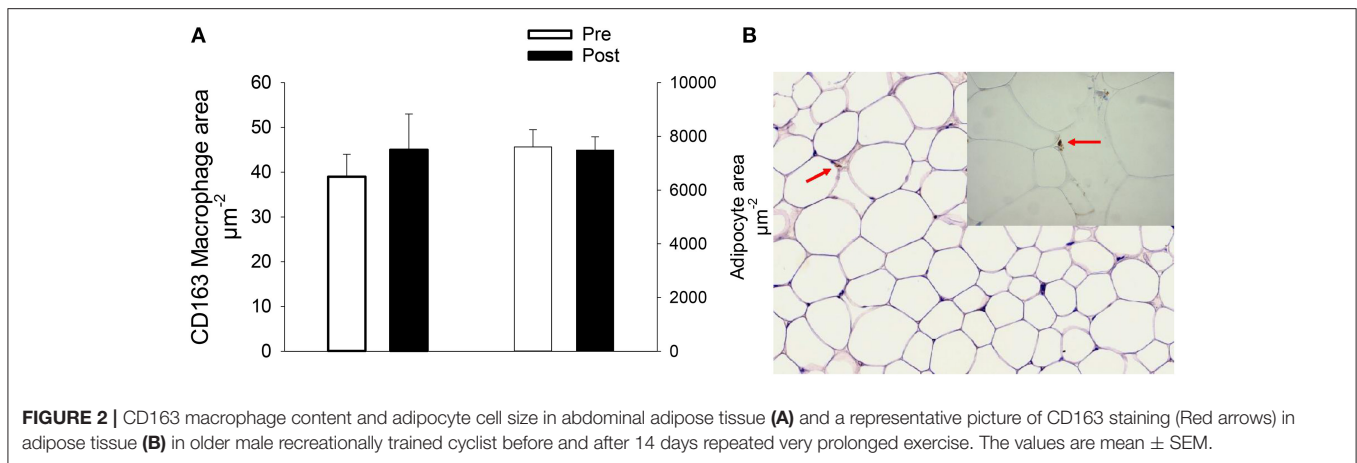 A
Pre
Post
B
CD163 Macrophage area
µm-2
60
50
40
30
20
10
0
10000
8000
6000
4000
2000
0
Adipocyte area
µm-2
FIGURE 2 | CD163 macrophage content and adipocyte cell size in abdominal adipose tissue (A) and a representative picture of CD163 staining (Red arrows) in
adipose tissue (B) in older male recreationally trained cyclist before and after 14 days repeated very prolonged exercise. The values are mean ± SEM.